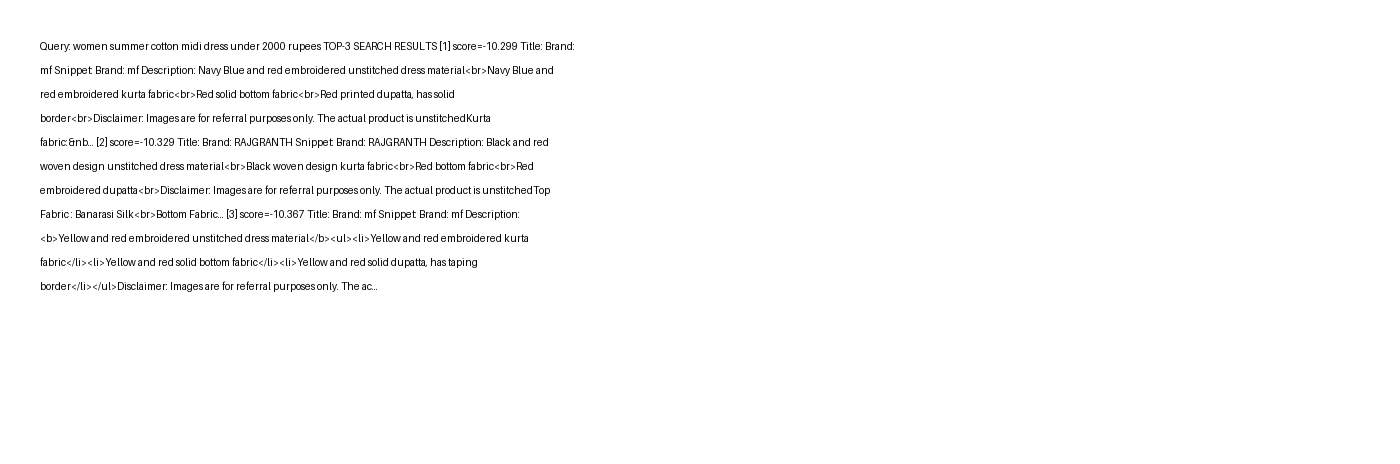 Query: women summer cotton midi dress under 2000 rupees TOP-3 SEARCH RESULTS [1] score=-10.299 Title: Brand:
mf Snippet: Brand: mf Description: Navy Blue and red embroidered unstitched dress material<br>Navy Blue and
red embroidered kurta fabric<br>Red solid bottom fabric<br>Red printed dupatta, has solid
border<br>Disclaimer: Images are for referral purposes only. The actual product is unstitchedKurta
fabric:&nb... [2] score=-10.329 Title: Brand: RAJGRANTH Snippet: Brand: RAJGRANTH Description: Black and red
woven design unstitched dress material<br>Black woven design kurta fabric<br>Red bottom fabric<br>Red
embroidered dupatta<br>Disclaimer: Images are for referral purposes only. The actual product is unstitchedTop
Fabric : Banarasi Silk<br>Bottom Fabric... [3] score=-10.367 Title: Brand: mf Snippet: Brand: mf Description:
<b>Yellow and red embroidered unstitched dress material</b><ul><li>Yellow and red embroidered kurta
fabric</li><li>Yellow and red solid bottom fabric</li><li>Yellow and red solid dupatta, has taping
border</li></ul>Disclaimer: Images are for referral purposes only. The ac...